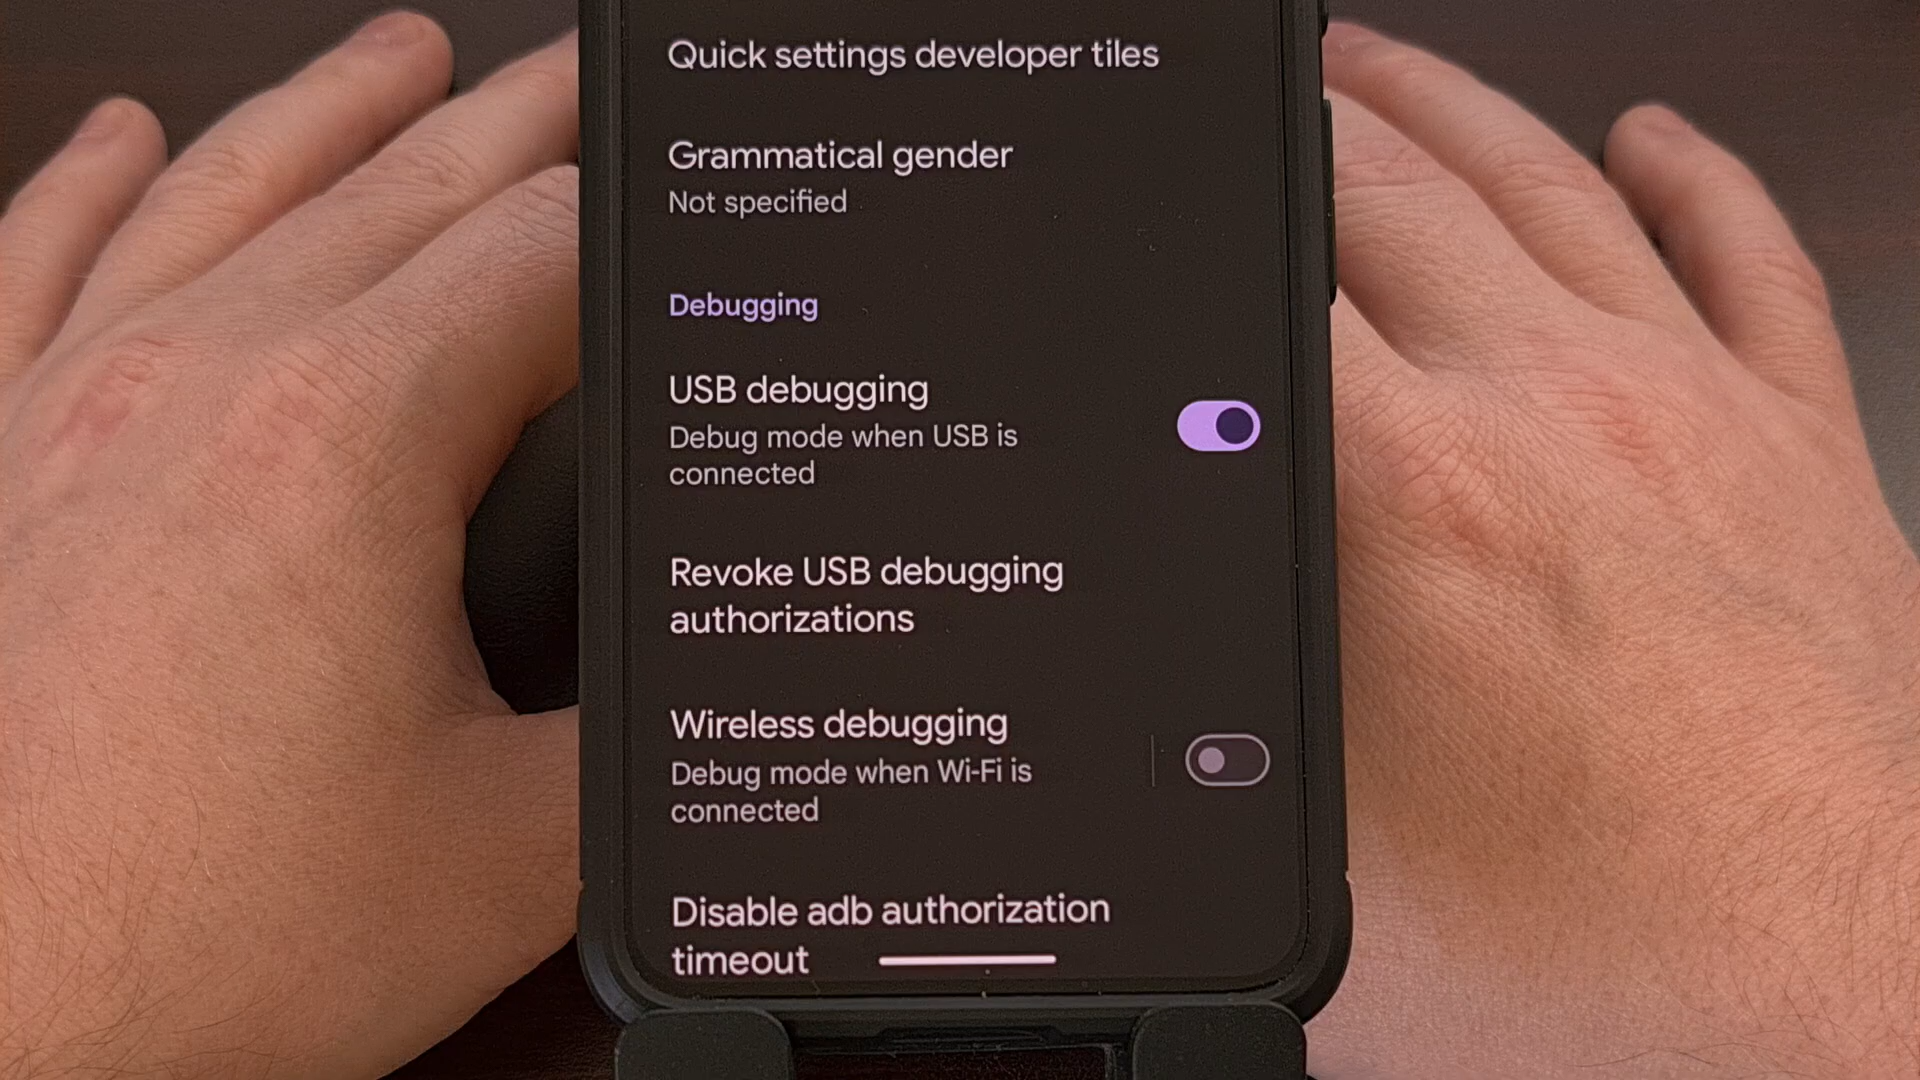 Quick settings developer tiles
Grammatical gender
Not specified
Debugging
USB debugging
Debug mode when USB is
connected
Revoke USB debugging
authorizations
Wireless debugging
Debug mode when Wi-Fi is
connected
Disable adb authorization
timeout